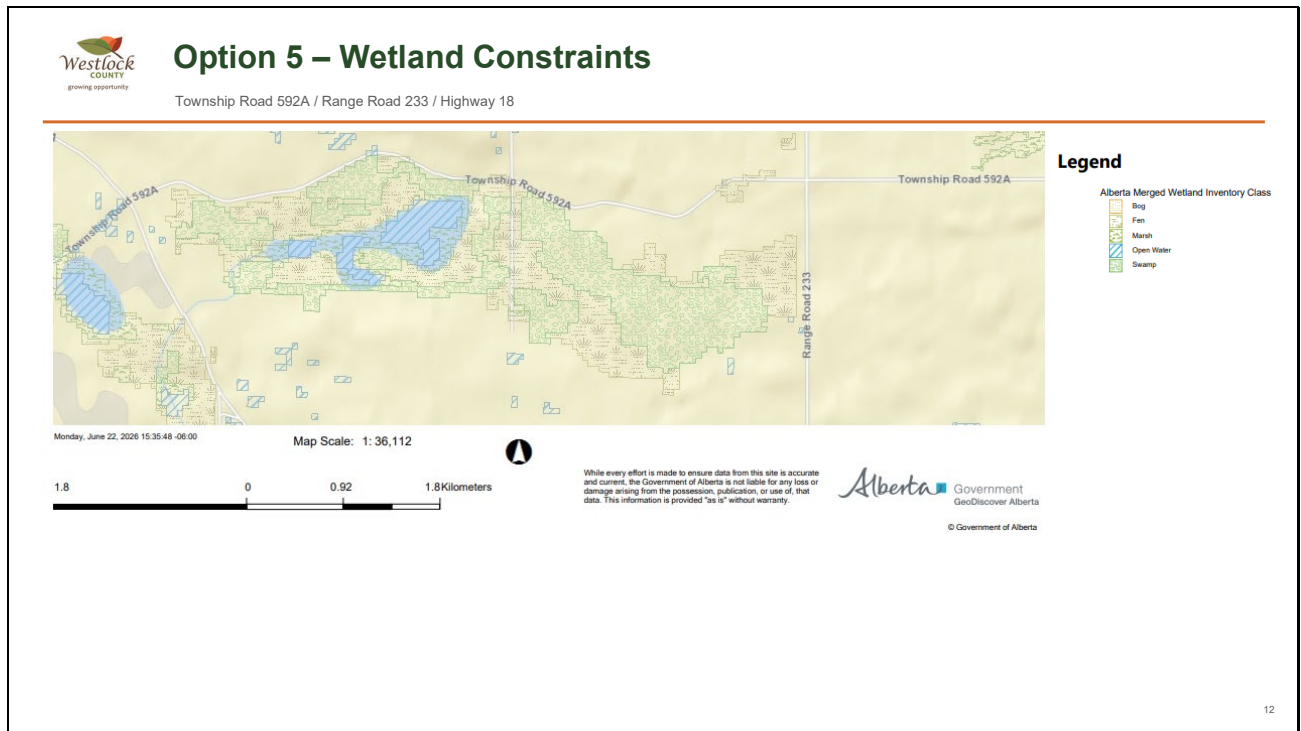 Westlock
COUNTY
growing opportunity
Option 5 – Wetland Constraints
Township Road 592A / Range Road 233 / Highway 18
Township Road 592A
Township Road 592A
Township Road 592A
Range Road 233
Legend
Alberta Merged Wetland Inventory Class
Bog
Fen
Marsh
Open Water
Swamp
Monday, June 22, 2026 15:35:48 -06:00
Map Scale: 1: 36,112
1.8 0 0.92 1.8Kilometers
While every effort is made to ensure data from this site is accurate
and current, the Government of Alberta is not liable for any loss or
damage arising from the possession, publication, or use of, that
data. This information is provided "as is" without warranty.
Alberta Government
GeoDiscover Alberta
© Government of Alberta
12